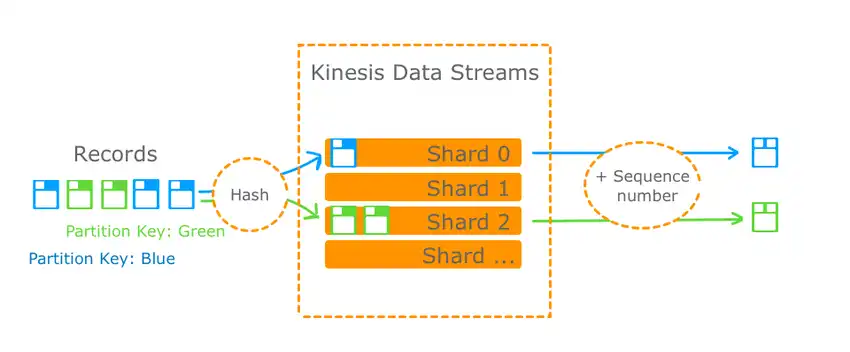 Kinesis Data Streams
Records
Hash
Partition Key: Green
Partition Key: Blue
Shard 0
Shard 1
Shard 2
Shard ...
+ Sequence
number